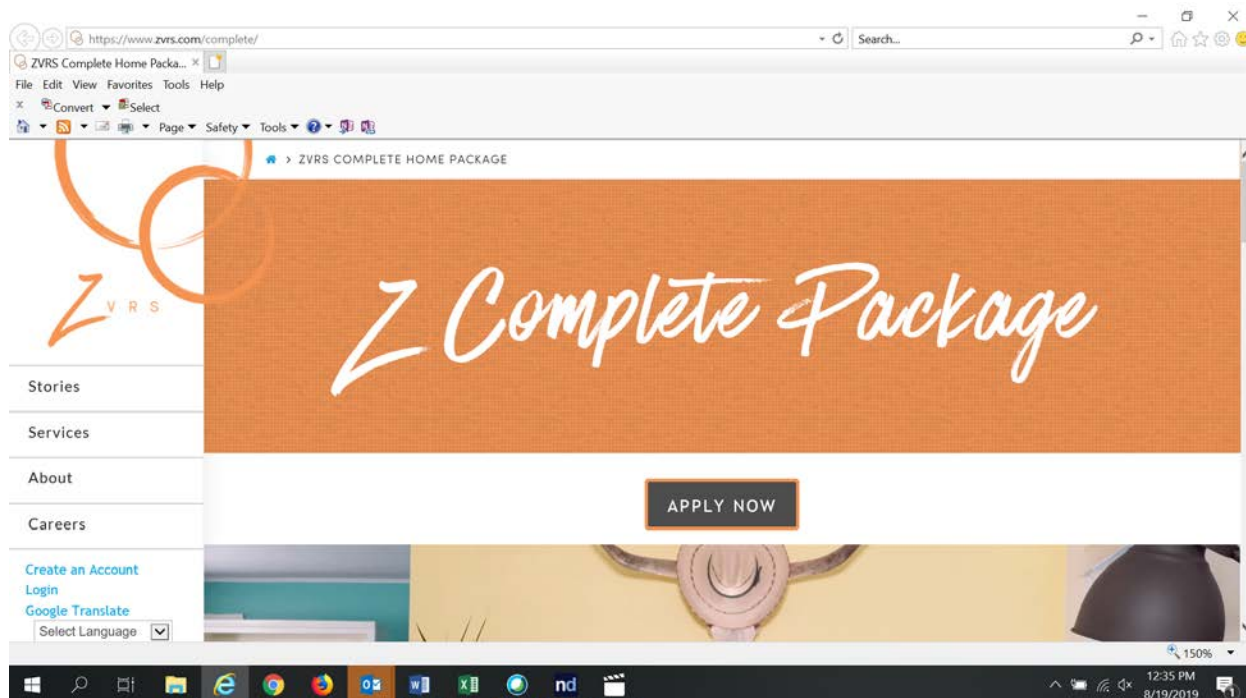 https://www.zvrs.com/complete/
Search...
ZVRS Complete Home Packa...
File Edit View Favorites Tools Help
Convert Select
Page Safety Tools
> ZVRS COMPLETE HOME PACKAGE
Z Complete Package
Z VRS
Stories
Services
About
Careers
Create an Account
Login
Google Translate
Select Language
APPLY NOW
150%
nd
12:35 PM
8/19/2019